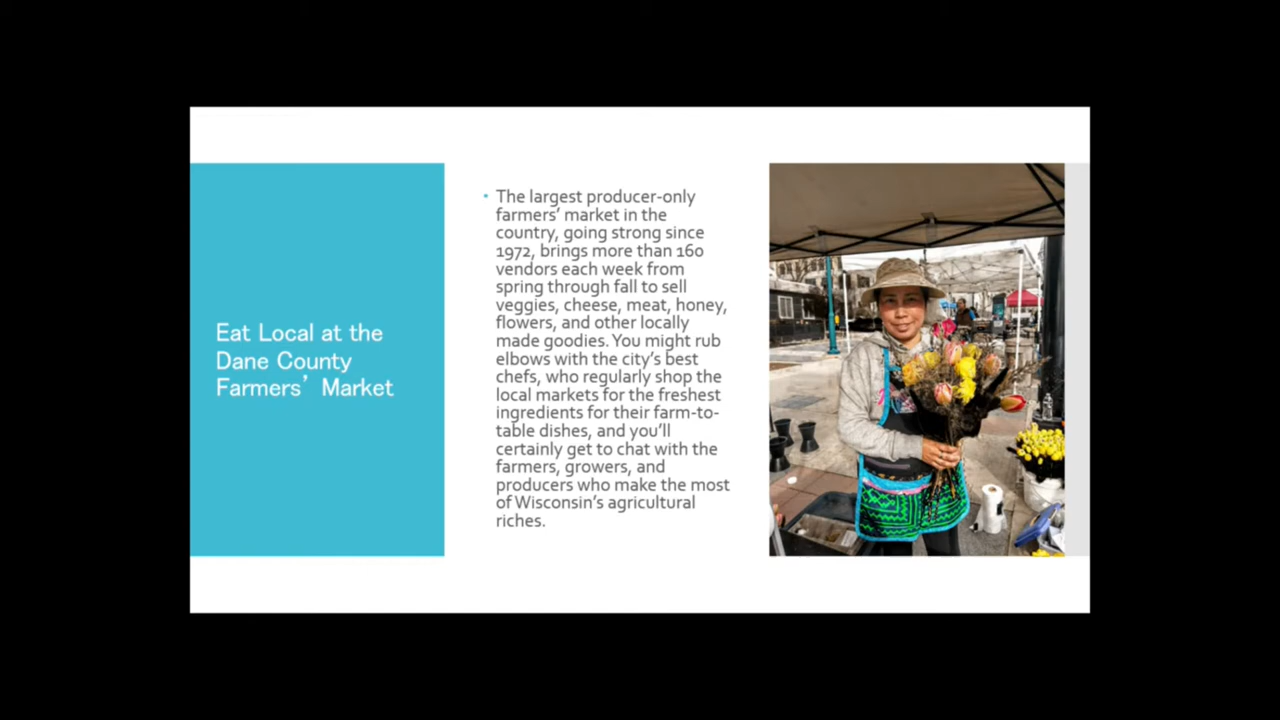 Eat Local at the
Dane County
Farmers’ Market
• The largest producer-only
farmers’ market in the
country, going strong since
1972, brings more than 160
vendors each week from
spring through fall to sell
veggies, cheese, meat, honey,
flowers, and other locally
made goodies. You might rub
elbows with the city’s best
chefs, who regularly shop the
local markets for the freshest
ingredients for their farm-to-
table dishes, and you’ll
certainly get to chat with the
farmers, growers, and
producers who make the most
of Wisconsin’s agricultural
riches.